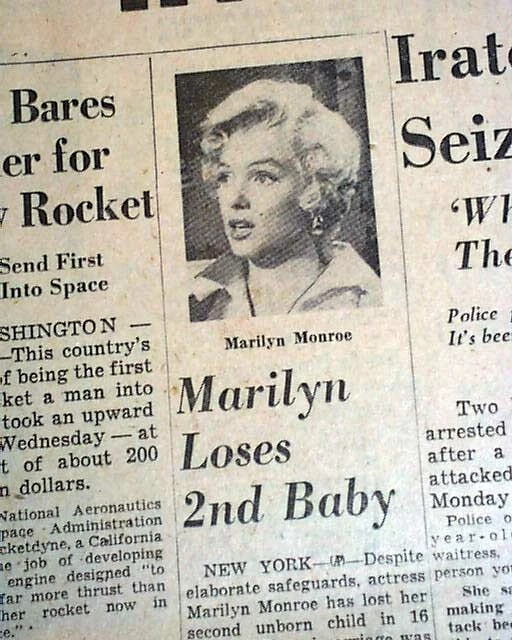 Bares
er for
Rocket
Send First
Into Space
SHINGTON —
—This country's
of being the first
ket a man into
took an upward
Wednesday — at
t of about 200
n dollars.
National Aeronautics
pace Administration
cketdyne, a California
he job of developing
engine designed "to
far more thrust than
her rocket now in
e."
Marilyn Monroe
Marilyn
Loses
2nd Baby
NEW YORK—(AP)—Despite
elaborate safeguards, actress
Marilyn Monroe has lost her
second unborn child in 16
was
Irat
Seiz
'Wh
The
Police
It's bee
Two
arrested
after a
attacked
Monday
Police o
year-ol
waitress,
person yo
She s
making
tack be